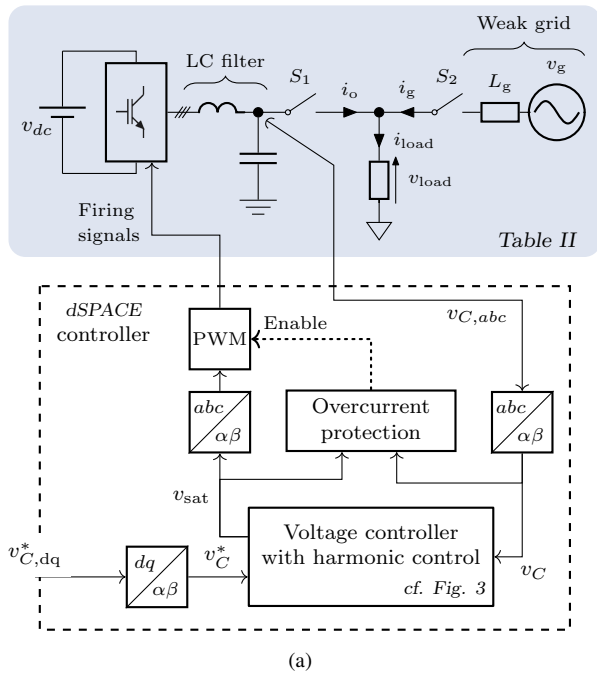 Weak grid
LC filter
S₁
S₂
v_g
L_g
i_o
i_g
v_dc
i_load
v_load
Firing
signals
Table II
dSPACE
controller
v_C,abc
PWM
Enable
abc
αβ
Overcurrent
protection
abc
αβ
v_sat
Voltage controller
with harmonic control
cf. Fig. 3
v*_C,dq
dq
αβ
v*_C
v_C
(a)